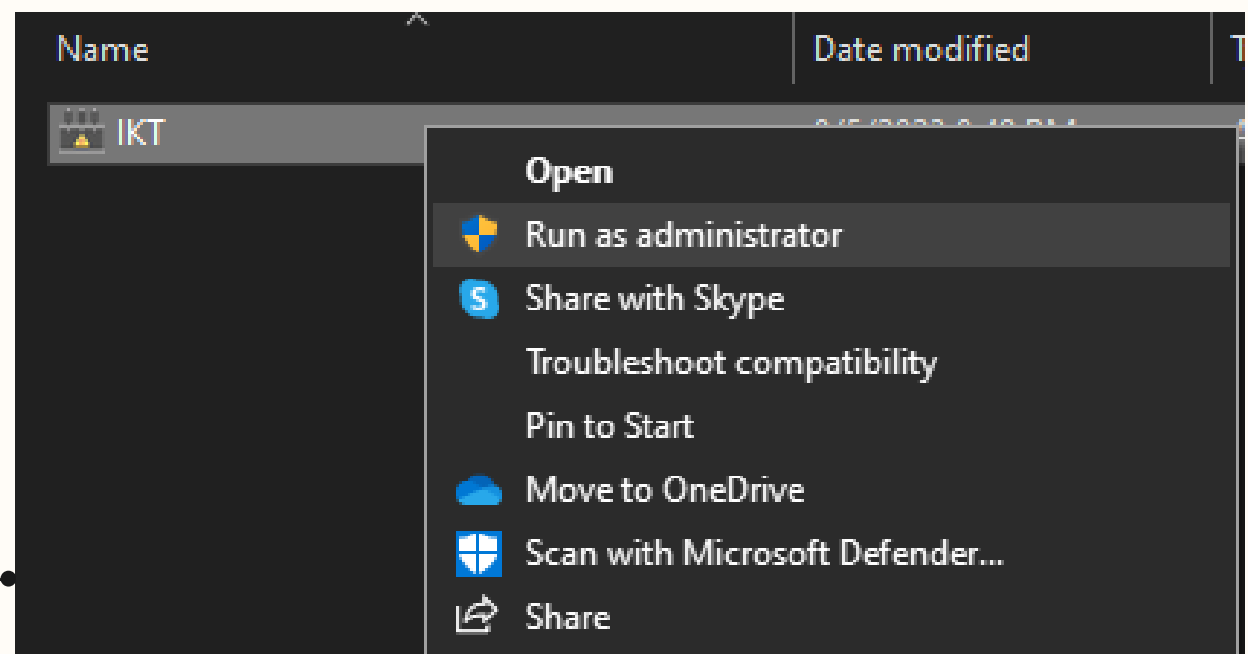 Name
Date modified
IKT
Open
Run as administrator
Share with Skype
Troubleshoot compatibility
Pin to Start
Move to OneDrive
Scan with Microsoft Defender...
Share